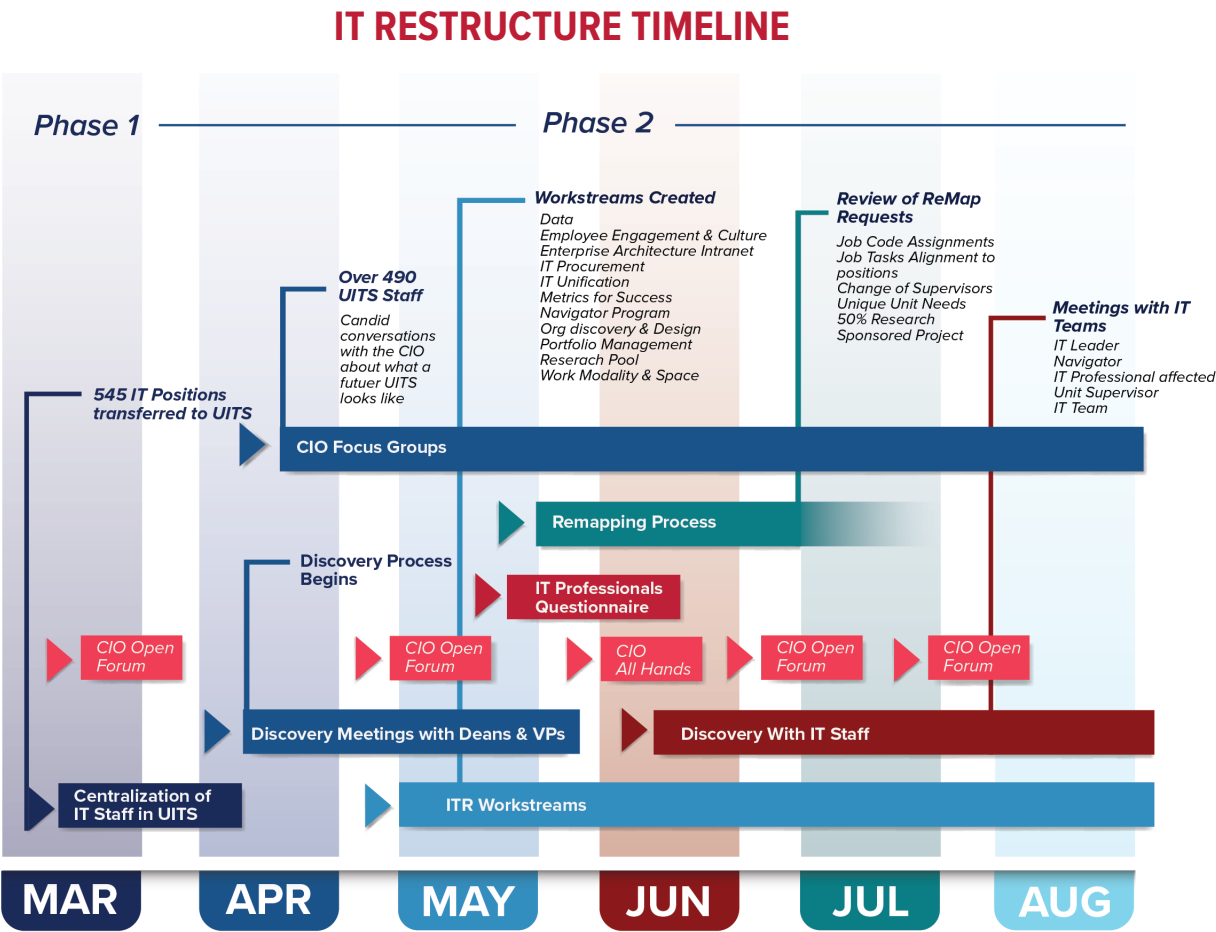 IT RESTRUCTURE TIMELINE
Phase 1
Phase 2
Workstreams Created
Data
Employee Engagement & Culture
Enterprise Architecture Intranet
IT Procurement
IT Unification
Metrics for Success
Navigator Program
Org discovery & Design
Portfolio Management
Reserach Pool
Work Modality & Space
Review of ReMap
Requests
Job Code Assignments
Job Tasks Alignment to
positions
Change of Supervisors
Unique Unit Needs
50% Research
Sponsored Project
Over 490
UITS Staff
Candid
conversations
with the CIO
about what a
futuer UITS
looks like
Meetings with IT
Teams
IT Leader
Navigator
IT Professional affected
Unit Supervisor
IT Team
545 IT Positions
transferred to UITS
CIO Focus Groups
Remapping Process
Discovery Process
Begins
IT Professionals
Questionnaire
CIO Open
Forum
CIO Open
Forum
CIO
All Hands
CIO Open
Forum
CIO Open
Forum
Discovery Meetings with Deans & VPs
Discovery With IT Staff
Centralization of
IT Staff in UITS
ITR Workstreams
MAR
APR
MAY
JUN
JUL
AUG